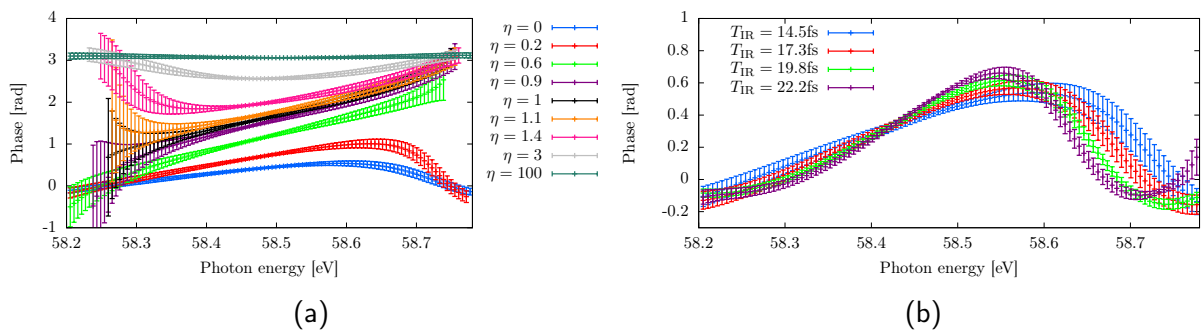 4
3
2
1
0
-1
58.2 58.3 58.4 58.5 58.6 58.7
Phase [rad]
Photon energy [eV]
η = 0
η = 0.2
η = 0.6
η = 0.9
η = 1
η = 1.1
η = 1.4
η = 3
η = 100
(a)
1
0.8
0.6
0.4
0.2
0
-0.2
58.2 58.3 58.4 58.5 58.6 58.7
Phase [rad]
Photon energy [eV]
T_IR = 14.5fs
T_IR = 17.3fs
T_IR = 19.8fs
T_IR = 22.2fs
(b)